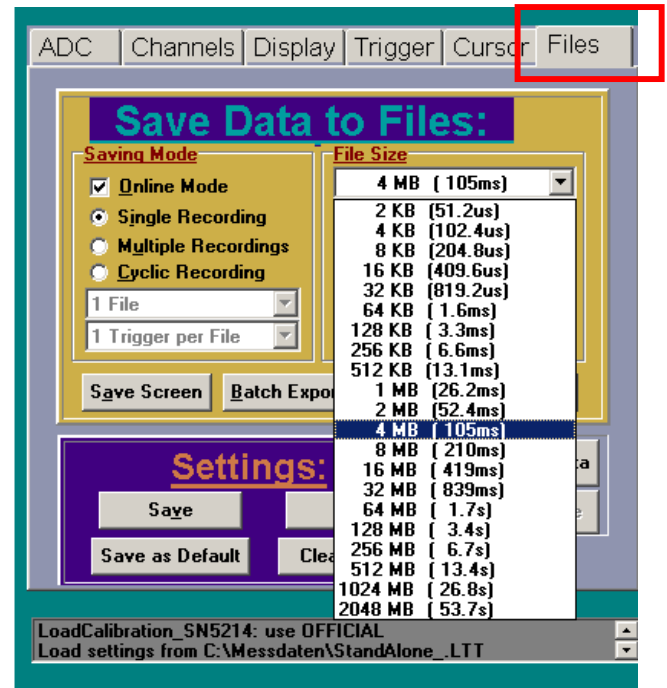 ADC Channels Display Trigger Cursor Files
Save Data to Files:
Saving Mode
Online Mode
Single Recording
Multiple Recordings
Cyclic Recording
1 File
1 Trigger per File
File Size
4 MB ( 105ms)
2 KB (51.2us)
4 KB (102.4us)
8 KB (204.8us)
16 KB (409.6us)
32 KB (819.2us)
64 KB ( 1.6ms)
128 KB ( 3.3ms)
256 KB ( 6.6ms)
512 KB (13.1ms)
1 MB (26.2ms)
2 MB (52.4ms)
4 MB ( 105ms)
8 MB ( 210ms)
16 MB ( 419ms)
32 MB ( 839ms)
64 MB ( 1.7s)
128 MB ( 3.4s)
256 MB ( 6.7s)
512 MB ( 13.4s)
1024 MB ( 26.8s)
2048 MB ( 53.7s)
Save Screen Batch Expo
Settings:
Save
Save as Default Clea
ta
LoadCalibration_SN5214: use OFFICIAL
Load settings from C:\Messdaten\StandAlone_.LTT